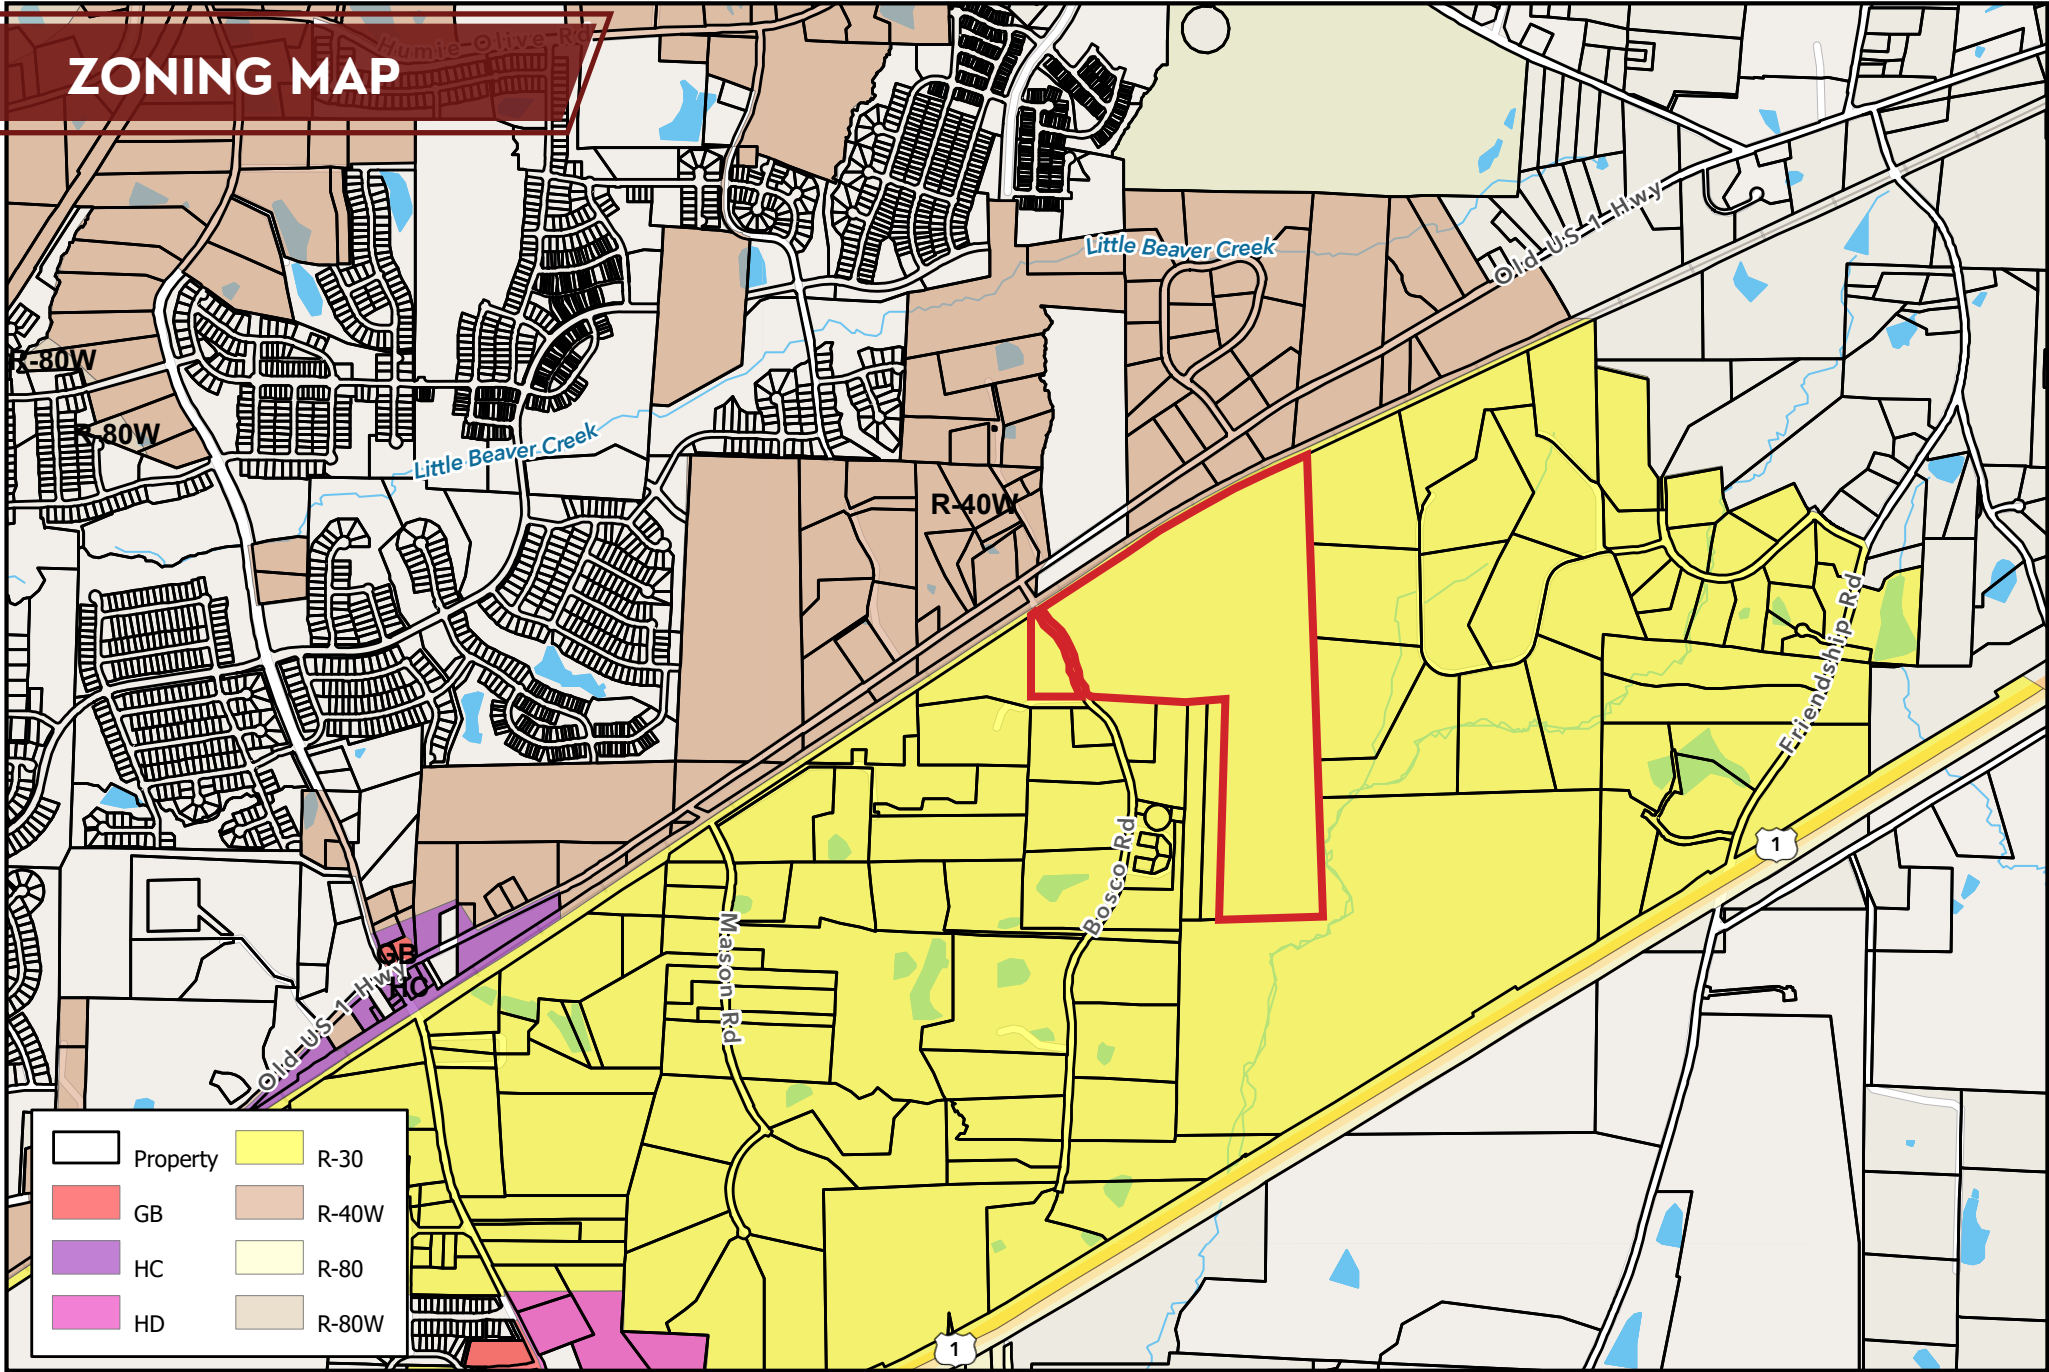 Humie Olive Rd
ZONING MAP
Little Beaver Creek
Old US 1 Hwy
R-80W
R-80W
Little Beaver Creek
R-40W
Friendship Rd
1
Bosco Rd
Mason Rd
GB
HC
Old US 1 Hwy
Property
R-30
GB
R-40W
HC
R-80
HD
R-80W
1